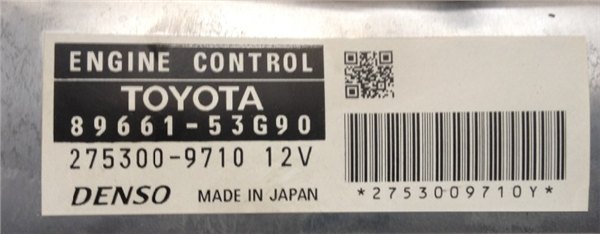 ENGINE CONTROL
TOYOTA
89661-53G90
275300-9710 12V
DENSO MADE IN JAPAN
*2753009710Y*